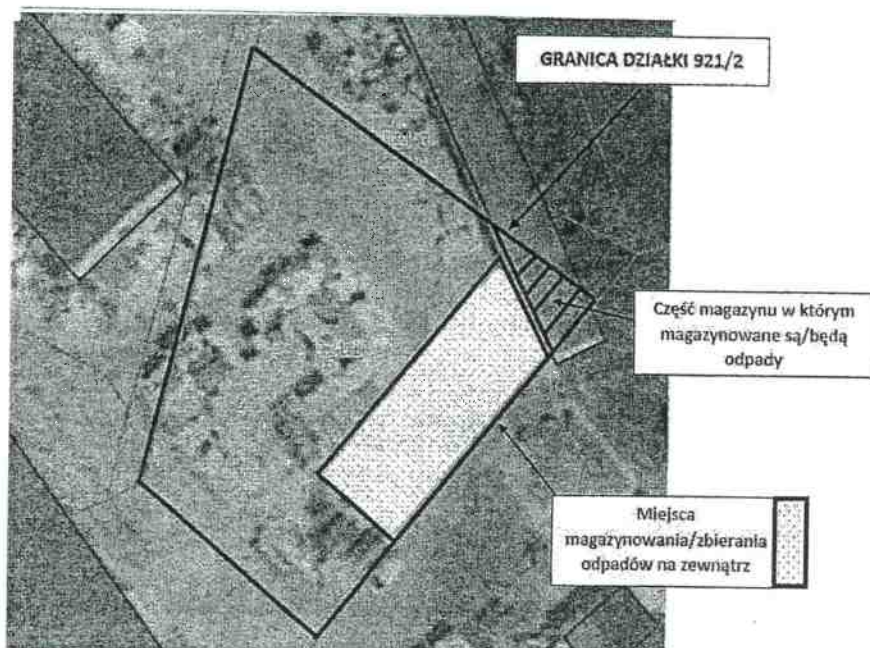 GRANICA DZIAŁKI 921/2
Część magazynu w którym
magazynowane są/będą
odpady
Miejsca
magazynowania/zbierania
odpadów na zewnątrz